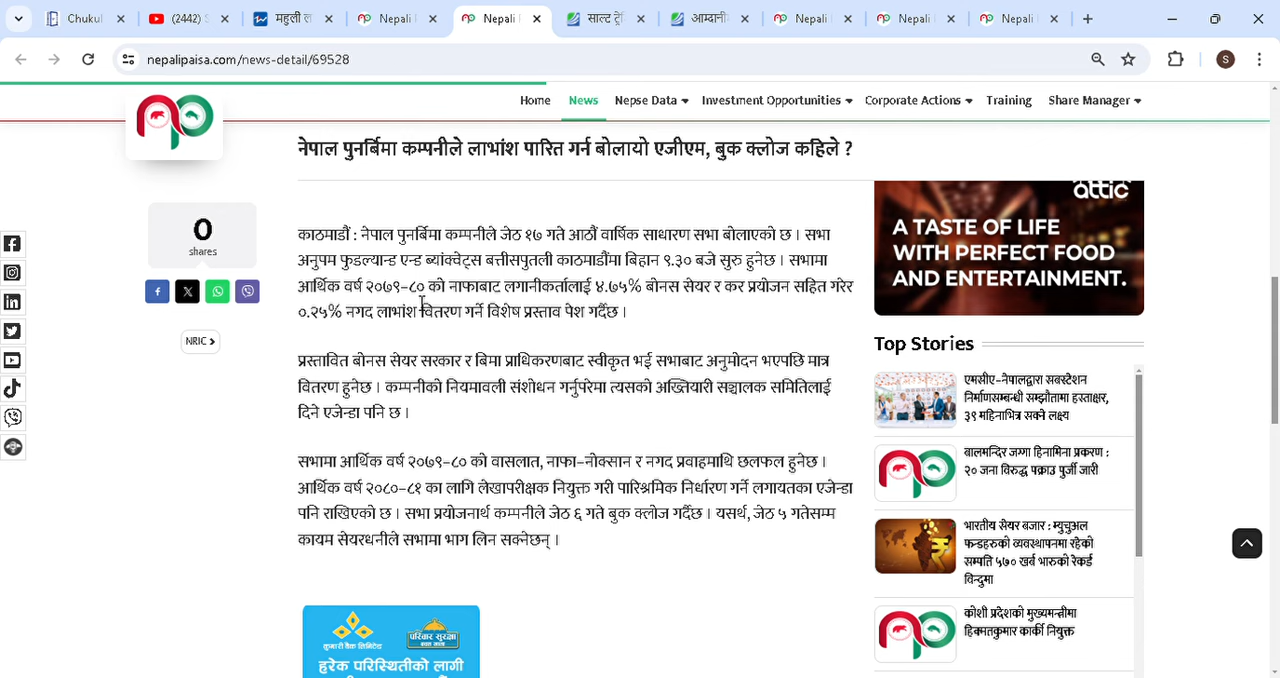 Chukul
(2442) S
महुली ल
Nepali
Nepali
साल्ट ट्रे
आम्दानी
Nepali
Nepali
Nepali
nepalipaisa.com/news-detail/69528
S
Home News Nepse Data Investment Opportunities Corporate Actions Training Share Manager
नेपाल पुनर्बिमा कम्पनीले लाभांश पारित गर्न बोलायो एजीएम, बुक क्लोज कहिले ?
0
shares
NRIC >
काठमाडौं : नेपाल पुनर्बिमा कम्पनीले जेठ १७ गते आठौं वार्षिक साधारण सभा बोलाएको छ । सभा
अनुपम फुडल्याण्ड एन्ड ब्यांक्वेट्स बत्तीसपुतली काठमाडौंमा बिहान ९.३० बजे सुरु हुनेछ । सभामा
आर्थिक वर्ष २०७९–८० को नाफाबाट लगानीकर्तालाई ४.७५% बोनस सेयर र कर प्रयोजन सहित गरेर
०.२५% नगद लाभांश वितरण गर्ने विशेष प्रस्ताव पेश गर्दैछ ।
प्रस्तावित बोनस सेयर सरकार र बिमा प्राधिकरणबाट स्वीकृत भई सभाबाट अनुमोदन भएपछि मात्र
वितरण हुनेछ । कम्पनीको नियमावली संशोधन गर्नुपरेमा त्यसको अख्तियारी सञ्चालक समितिलाई
दिने एजेन्डा पनि छ ।
सभामा आर्थिक वर्ष २०७९–८० को वासलात, नाफा–नोक्सान र नगद प्रवाहमाथि छलफल हुनेछ ।
आर्थिक वर्ष २०८०–८१ का लागि लेखापरीक्षक नियुक्त गरी पारिश्रमिक निर्धारण गर्ने लगायतका एजेन्डा
पनि राखिएको छ । सभा प्रयोजनार्थ कम्पनीले जेठ ६ गते बुक क्लोज गर्दैछ । यसर्थ, जेठ ५ गतेसम्म
कायम सेयरधनीले सभामा भाग लिन सक्नेछन् ।
कुमारी बैंक लिमिटेड
परिवार सुरक्षा
बचत खाता
हरेक परिस्थितीको लागी
attic
A TASTE OF LIFE
WITH PERFECT FOOD
AND ENTERTAINMENT.
Top Stories
एमसीए–नेपालद्वारा सबस्टेशन
निर्माणसम्बन्धी सम्झौतामा हस्ताक्षर,
३९ महिनाभित्र सक्ने लक्ष्य
बालमन्दिर जग्गा हिनामिना प्रकरण :
२० जना विरुद्ध पक्राउ पुर्जी जारी
भारतीय सेयर बजार : म्युचुअल
फन्डहरुको व्यवस्थापनमा रहेको
सम्पति ५७० खर्ब भारुको रेकर्ड
विन्दुमा
कोशी प्रदेशको मुख्यमन्त्रीमा
हिक्मतकुमार कार्की नियुक्त